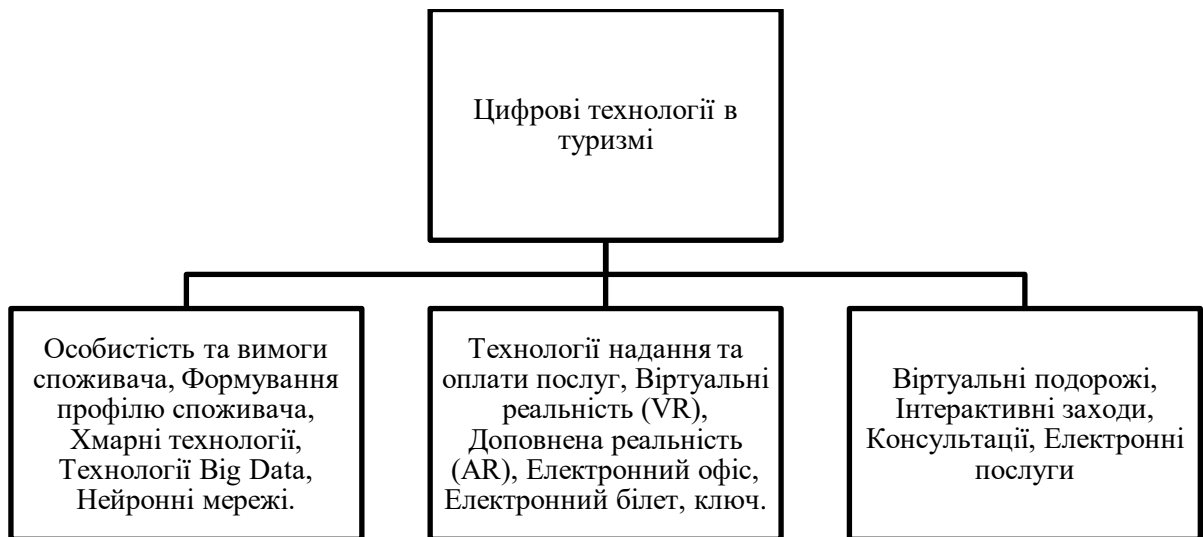 Цифрові технології в
туризмі
Особистість та вимоги
споживача, Формування
профілю споживача,
Хмарні технології,
Технології Big Data,
Нейронні мережі.
Технології надання та
оплати послуг, Віртуальні
реальність (VR),
Доповнена реальність
(AR), Електронний офіс,
Електронний білет, ключ.
Віртуальні подорожі,
Інтерактивні заходи,
Консультації, Електронні
послуги